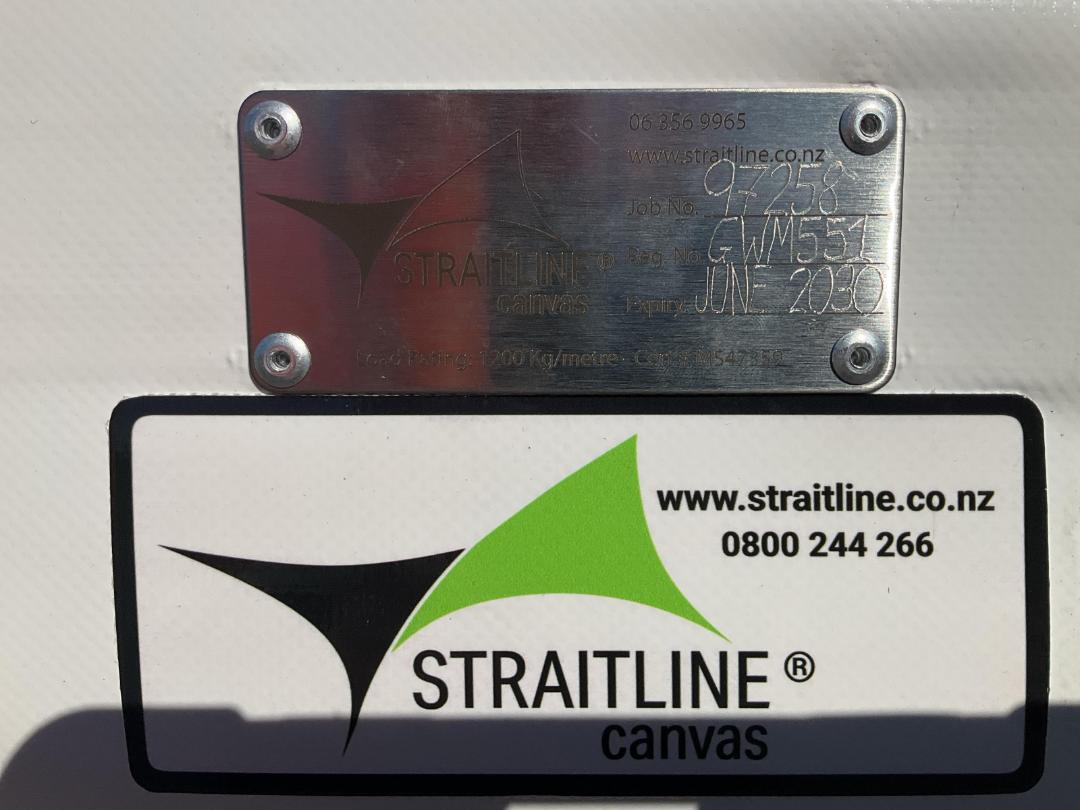 06 356 9965
www.straitline.co.nz
Job No. 97258
Reg. No. GWM551
Expiry: JUNE 2030
STRAITLINE®
canvas
Load Rating: 1200 Kg/metre
www.straitline.co.nz
0800 244 266
STRAITLINE®
canvas